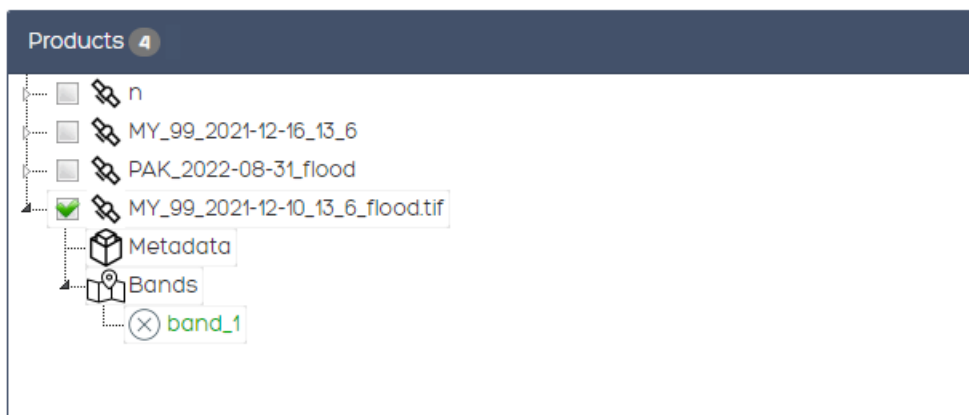 Products 4
n
MY_99_2021-12-16_13_6
PAK_2022-08-31_flood
MY_99_2021-12-10_13_6_flood.tif
Metadata
Bands
band_1